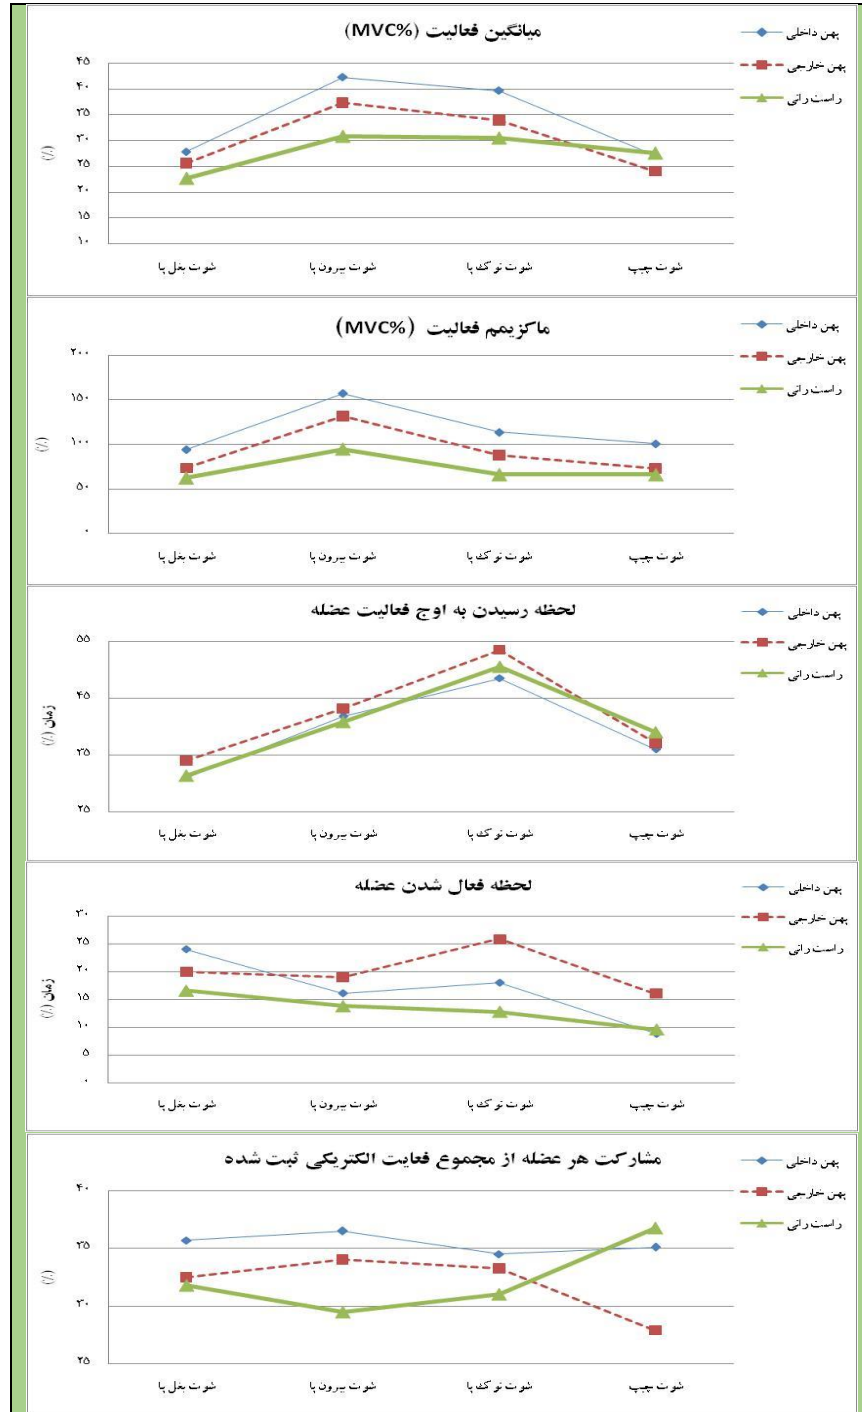 میانگین فعالیت (MVC%)
پهن داخلی
پهن خارجی
راست رانی
(٪)
۴۵
۴۰
۳۵
۳۰
۲۵
۲۰
۱۵
۱۰
شوت بغل پا
شوت بیرون پا
شوت نوک پا
شوت چیپ
ماکزیمم فعالیت (MVC%)
پهن داخلی
پهن خارجی
راست رانی
(٪)
۲۰۰
۱۵۰
۱۰۰
۵۰
۰
شوت بغل پا
شوت بیرون پا
شوت نوک پا
شوت چیپ
لحظه رسیدن به اوج فعالیت عضله
پهن داخلی
پهن خارجی
راست رانی
زمان (٪)
۵۵
۴۵
۳۵
۲۵
شوت بغل پا
شوت بیرون پا
شوت نوک پا
شوت چیپ
لحظه فعال شدن عضله
پهن داخلی
پهن خارجی
راست رانی
زمان (٪)
۳۰
۲۵
۲۰
۱۵
۱۰
۵
۰
شوت بغل پا
شوت بیرون پا
شوت نوک پا
شوت چیپ
مشارکت هر عضله از مجموع فعایت الکتریکی ثبت شده
پهن داخلی
پهن خارجی
راست رانی
(٪)
۴۰
۳۵
۳۰
۲۵
شوت بغل پا
شوت بیرون پا
شوت نوک پا
شوت چیپ